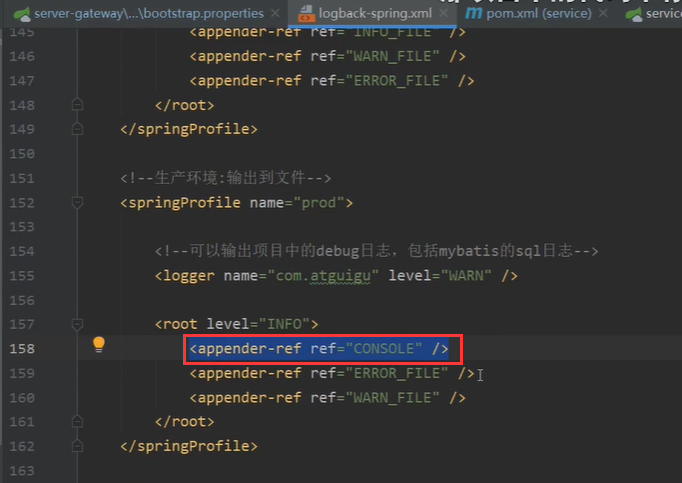 server-gateway\...\bootstrap.properties × logback-spring.xml × pom.xml (service) × servic
145 <appender-ref ref="INFO_FILE" />
146 <appender-ref ref="WARN_FILE" />
147 <appender-ref ref="ERROR_FILE" />
148 </root>
149 </springProfile>
150
151 <!--生产环境:输出到文件-->
152 <springProfile name="prod">
153
154 <!--可以输出项目中的debug日志，包括mybatis的sql日志-->
155 <logger name="com.atguigu" level="WARN" />
156
157 <root level="INFO">
158 <appender-ref ref="CONSOLE" />
159 <appender-ref ref="ERROR_FILE" />
160 <appender-ref ref="WARN_FILE" />
161 </root>
162 </springProfile>
163